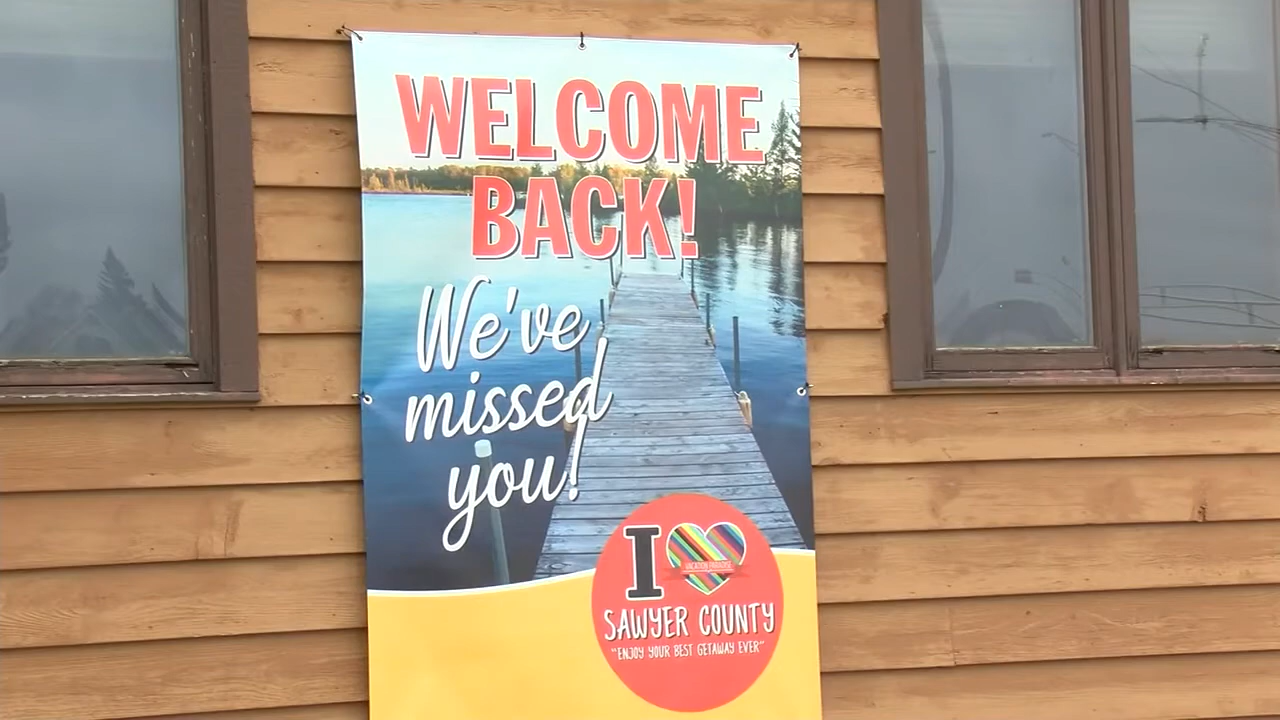 WELCOME
BACK!
We've
missed
you!
I
VACATION PARADISE
SAWYER COUNTY
"ENJOY YOUR BEST GETAWAY EVER"